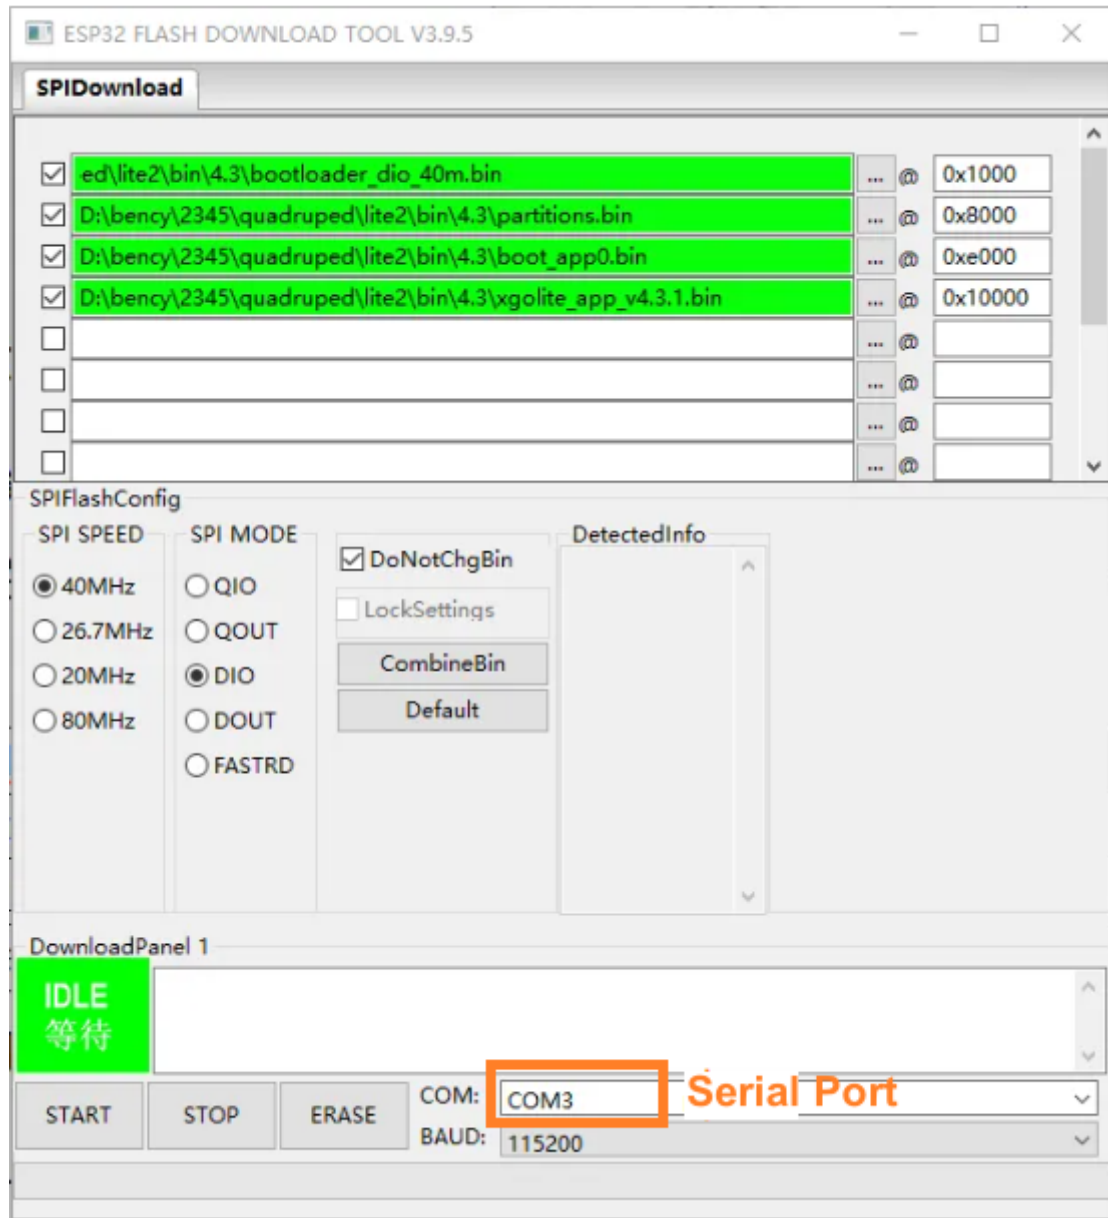 ESP32 FLASH DOWNLOAD TOOL V3.9.5
SPIDownload
ed\lite2\bin\4.3\bootloader_dio_40m.bin ... @ 0x1000
D:\bency\2345\quadruped\lite2\bin\4.3\partitions.bin ... @ 0x8000
D:\bency\2345\quadruped\lite2\bin\4.3\boot_app0.bin ... @ 0xe000
D:\bency\2345\quadruped\lite2\bin\4.3\xgolite_app_v4.3.1.bin ... @ 0x10000
... @
... @
... @
... @
SPIFlashConfig
SPI SPEED
40MHz
26.7MHz
20MHz
80MHz
SPI MODE
QIO
QOUT
DIO
DOUT
FASTRD
DoNotChgBin
LockSettings
CombineBin
Default
DetectedInfo
DownloadPanel 1
IDLE
等待
START STOP ERASE
COM: COM3 Serial Port
BAUD: 115200